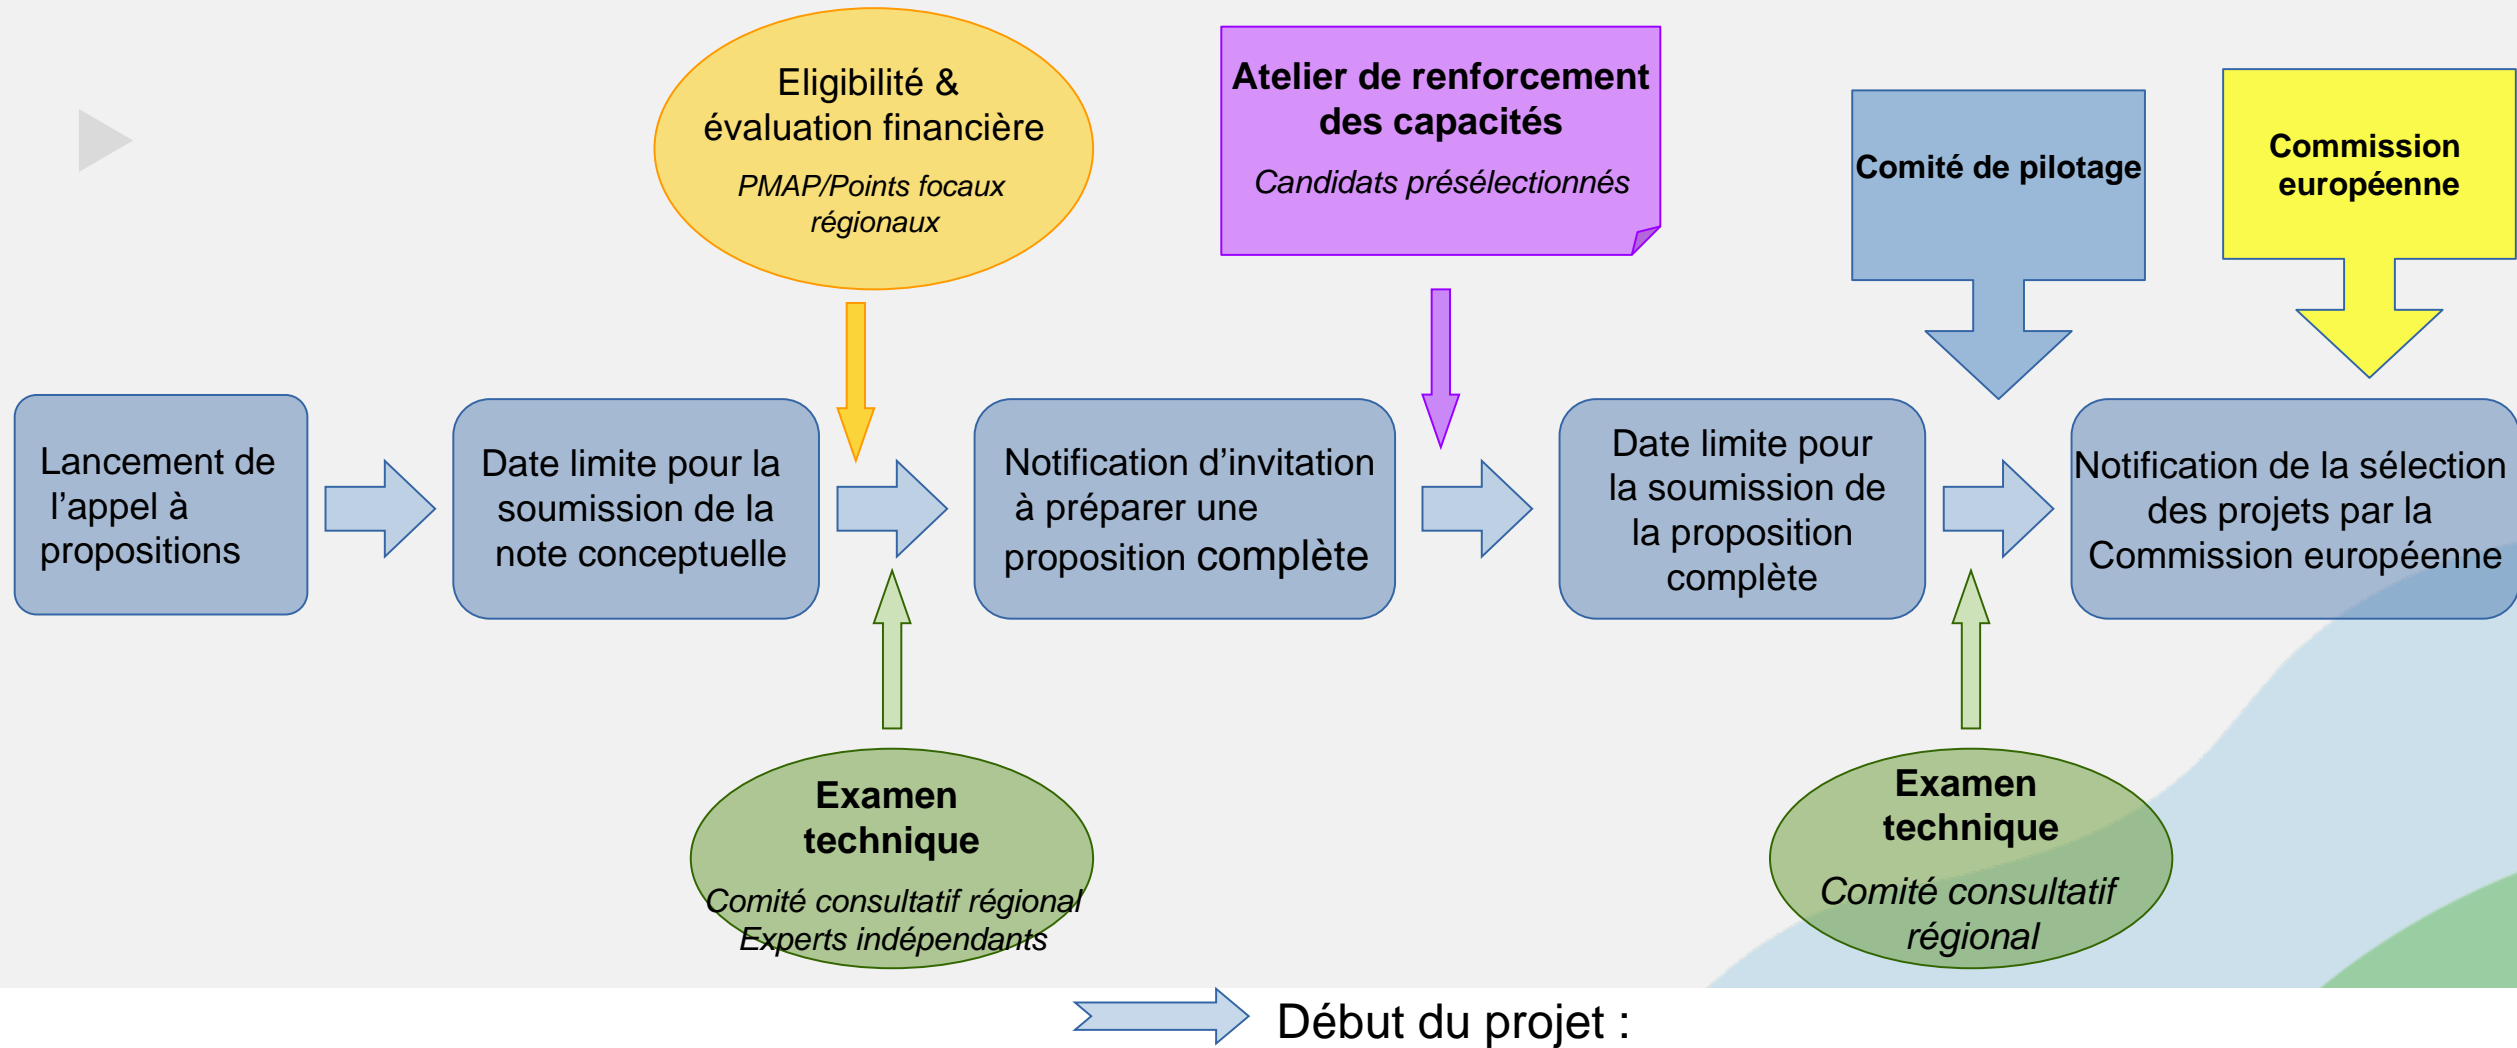 Eligibilité &
évaluation financière
PMAP/Points focaux
régionaux
Atelier de renforcement
des capacités
Candidats présélectionnés
Comité de pilotage
Commission
européenne
Lancement de
l’appel à
propositions
Date limite pour la
soumission de la
note conceptuelle
Notification d’invitation
à préparer une
proposition complète
Date limite pour
la soumission de
la proposition
complète
Notification de la sélection
des projets par la
Commission européenne
Examen
technique
Comité consultatif régional
Experts indépendants
Examen
technique
Comité consultatif
régional
Début du projet :